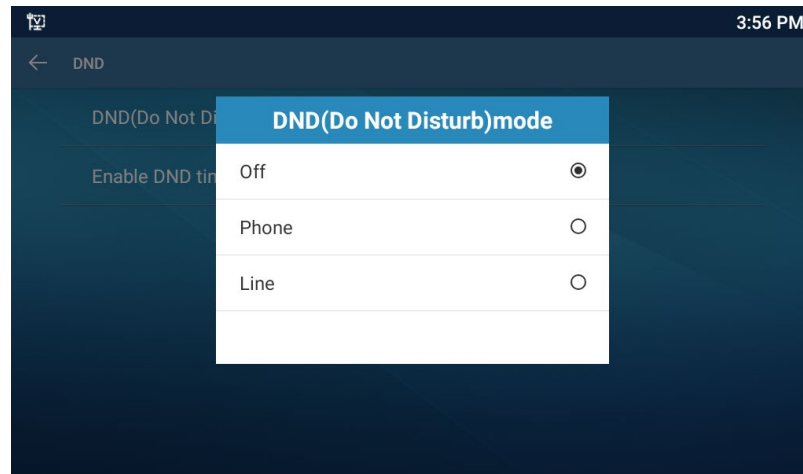 3:56 PM
DND
DND(Do Not Di
DND(Do Not Disturb)mode
Enable DND tin
Off
Phone
Line